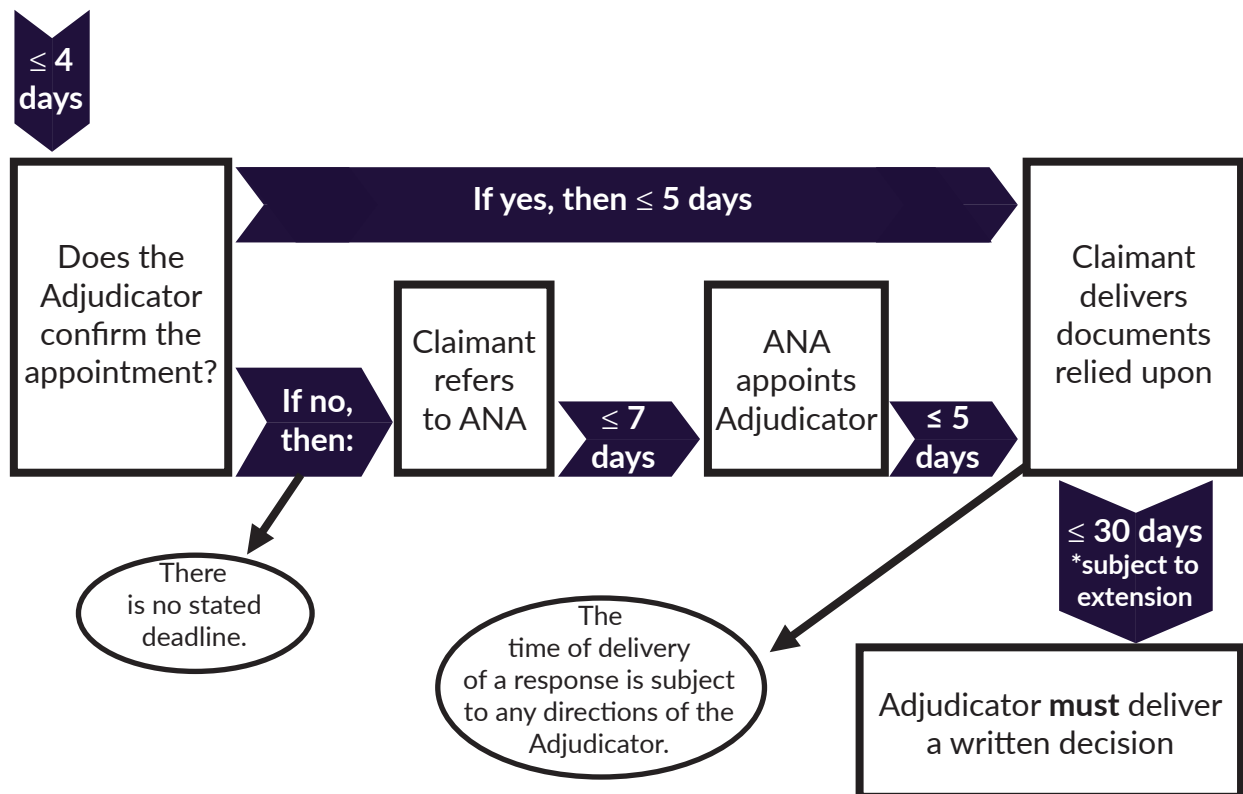 ≤ 4
days
Does the
Adjudicator
confirm the
appointment?
If yes, then ≤ 5 days
If no,
then:
Claimant
refers
to ANA
≤ 7
days
ANA
appoints
Adjudicator
≤ 5
days
Claimant
delivers
documents
relied upon
There
is no stated
deadline.
The
time of delivery
of a response is subject
to any directions of the
Adjudicator.
≤ 30 days
*subject to
extension
Adjudicator must deliver
a written decision